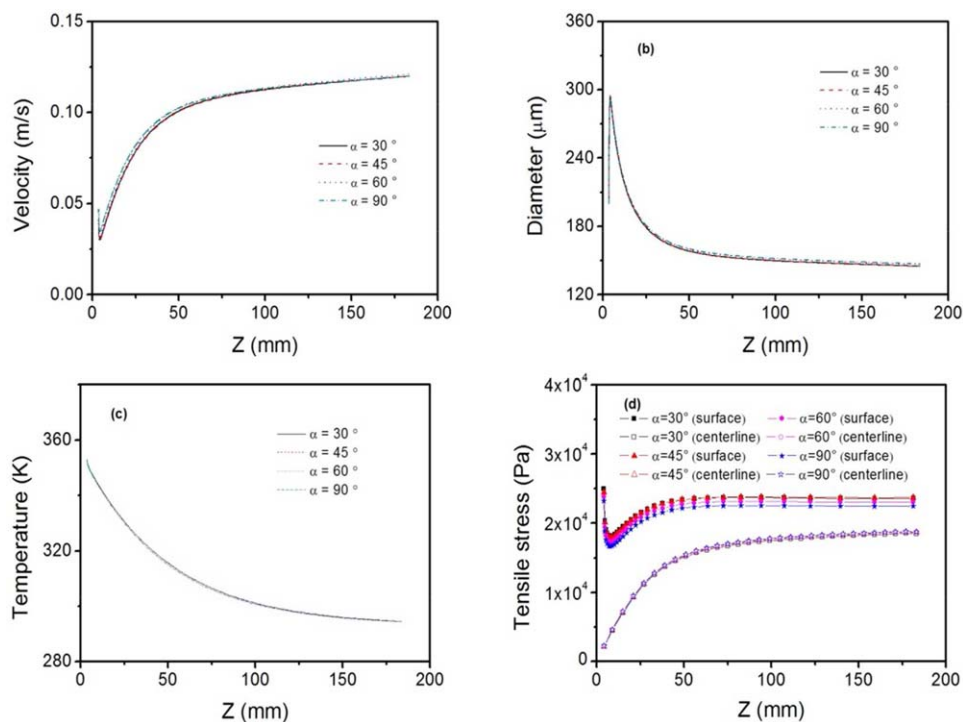 0.15
0.10
0.05
0.00
Velocity (m/s)
α = 30 °
α = 45 °
α = 60 °
α = 90 °
0 50 100 150 200
Z (mm)
360
300
240
180
120
Diameter (μm)
(b)
α = 30 °
α = 45 °
α = 60 °
α = 90 °
0 50 100 150 200
Z (mm)
360
320
280
Temperature (K)
(c)
α = 30 °
α = 45 °
α = 60 °
α = 90 °
0 50 100 150 200
Z (mm)
4x10⁴
3x10⁴
2x10⁴
1x10⁴
0
Tensile stress (Pa)
(d)
α=30° (surface) α=60° (surface)
α=30° (centerline) α=60° (centerline)
α=45° (surface) α=90° (surface)
α=45° (centerline) α=90° (centerline)
0 50 100 150 200
Z (mm)